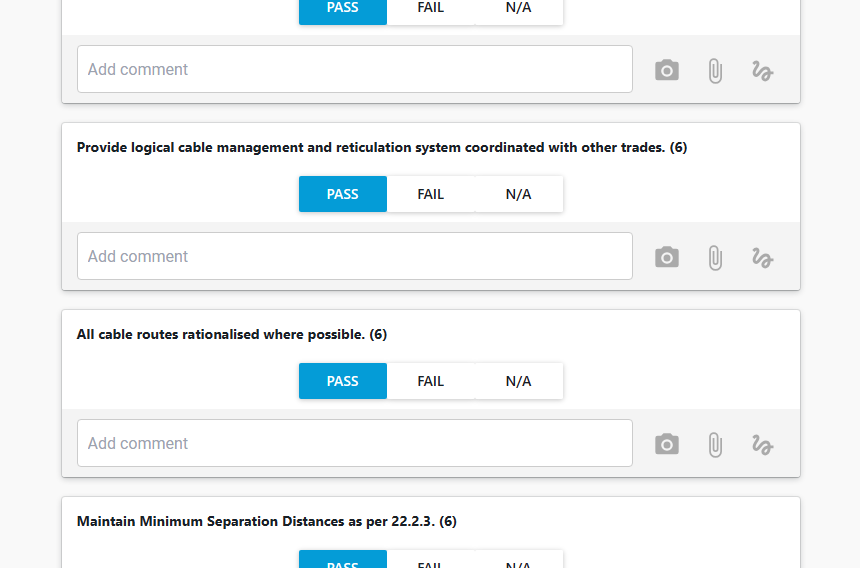 PASS FAIL N/A
Add comment
Provide logical cable management and reticulation system coordinated with other trades. (6)
PASS FAIL N/A
Add comment
All cable routes rationalised where possible. (6)
PASS FAIL N/A
Add comment
Maintain Minimum Separation Distances as per 22.2.3. (6)
PASS FAIL N/A